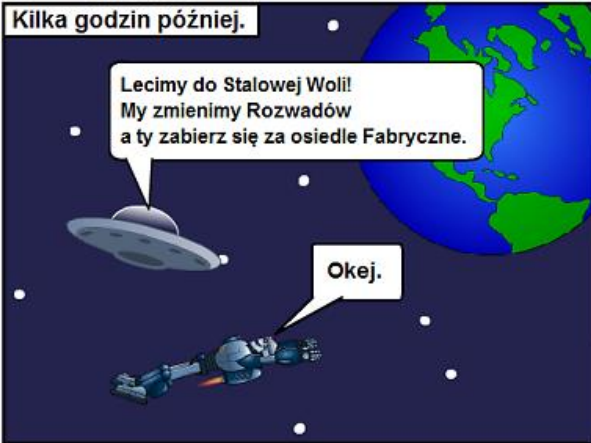 Kilka godzin później.
Lecimy do Stalowej Woli!
My zmienimy Rozwadów
a ty zabierz się za osiedle Fabryczne.
Okej.